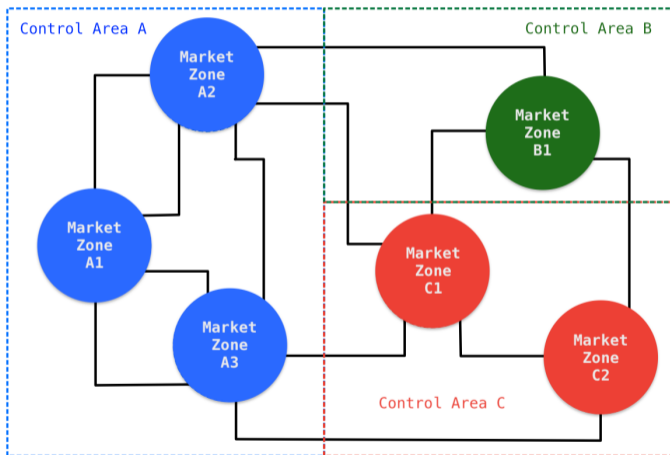 Control Area A
Control Area B
Market
Zone
A2
Market
Zone
B1
Market
Zone
A1
Market
Zone
C1
Market
Zone
A3
Market
Zone
C2
Control Area C